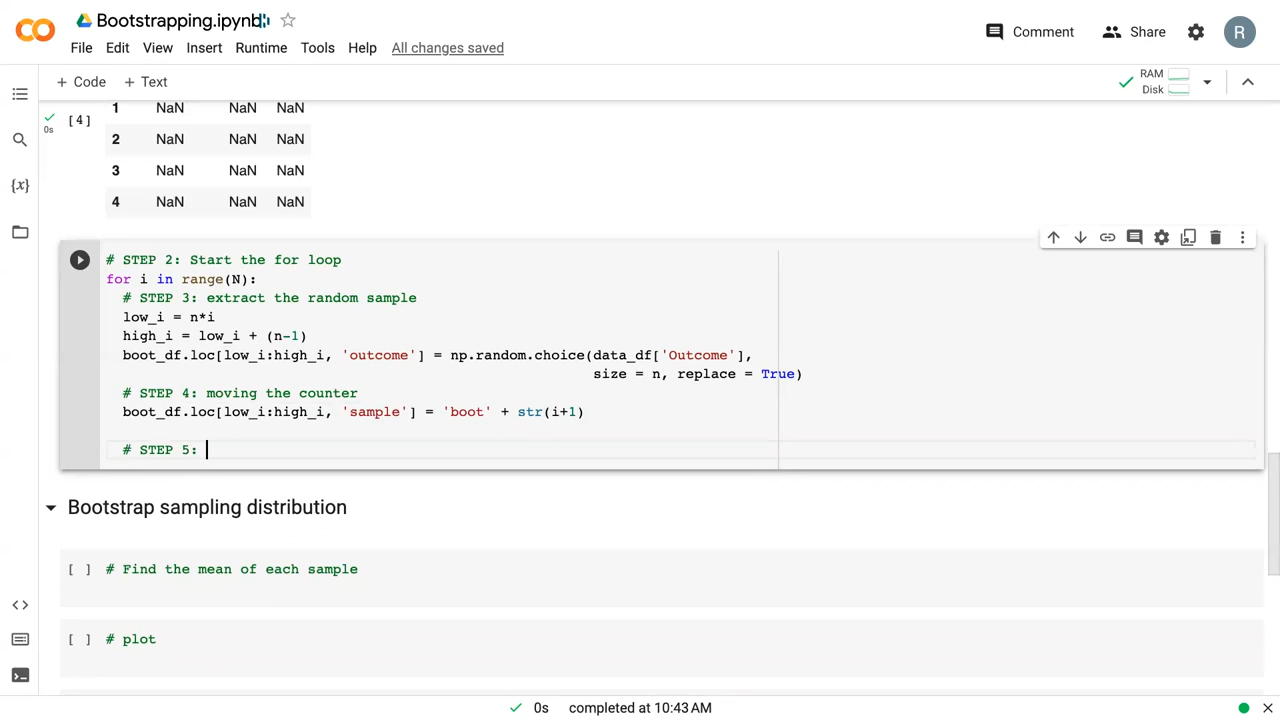 Bootstrapping.ipynb
File Edit View Insert Runtime Tools Help All changes saved
Comment Share R
+ Code + Text
RAM
Disk
1 NaN NaN NaN
[4]
0s
2 NaN NaN NaN
3 NaN NaN NaN
4 NaN NaN NaN
# STEP 2: Start the for loop
for i in range(N):
# STEP 3: extract the random sample
low_i = n*i
high_i = low_i + (n-1)
boot_df.loc[low_i:high_i, 'outcome'] = np.random.choice(data_df['Outcome'],
size = n, replace = True)
# STEP 4: moving the counter
boot_df.loc[low_i:high_i, 'sample'] = 'boot' + str(i+1)
# STEP 5:
Bootstrap sampling distribution
[ ] # Find the mean of each sample
[ ] # plot
0s completed at 10:43 AM